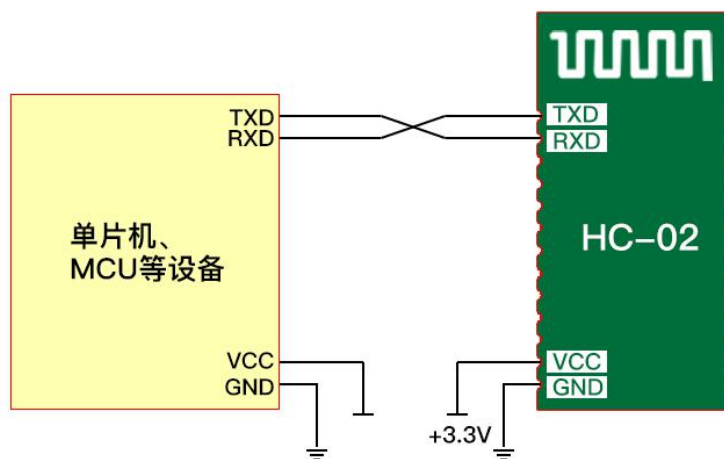 TXD
RXD
单片机、
MCU等设备
VCC
GND
TXD
RXD
HC-02
VCC
GND
+3.3V